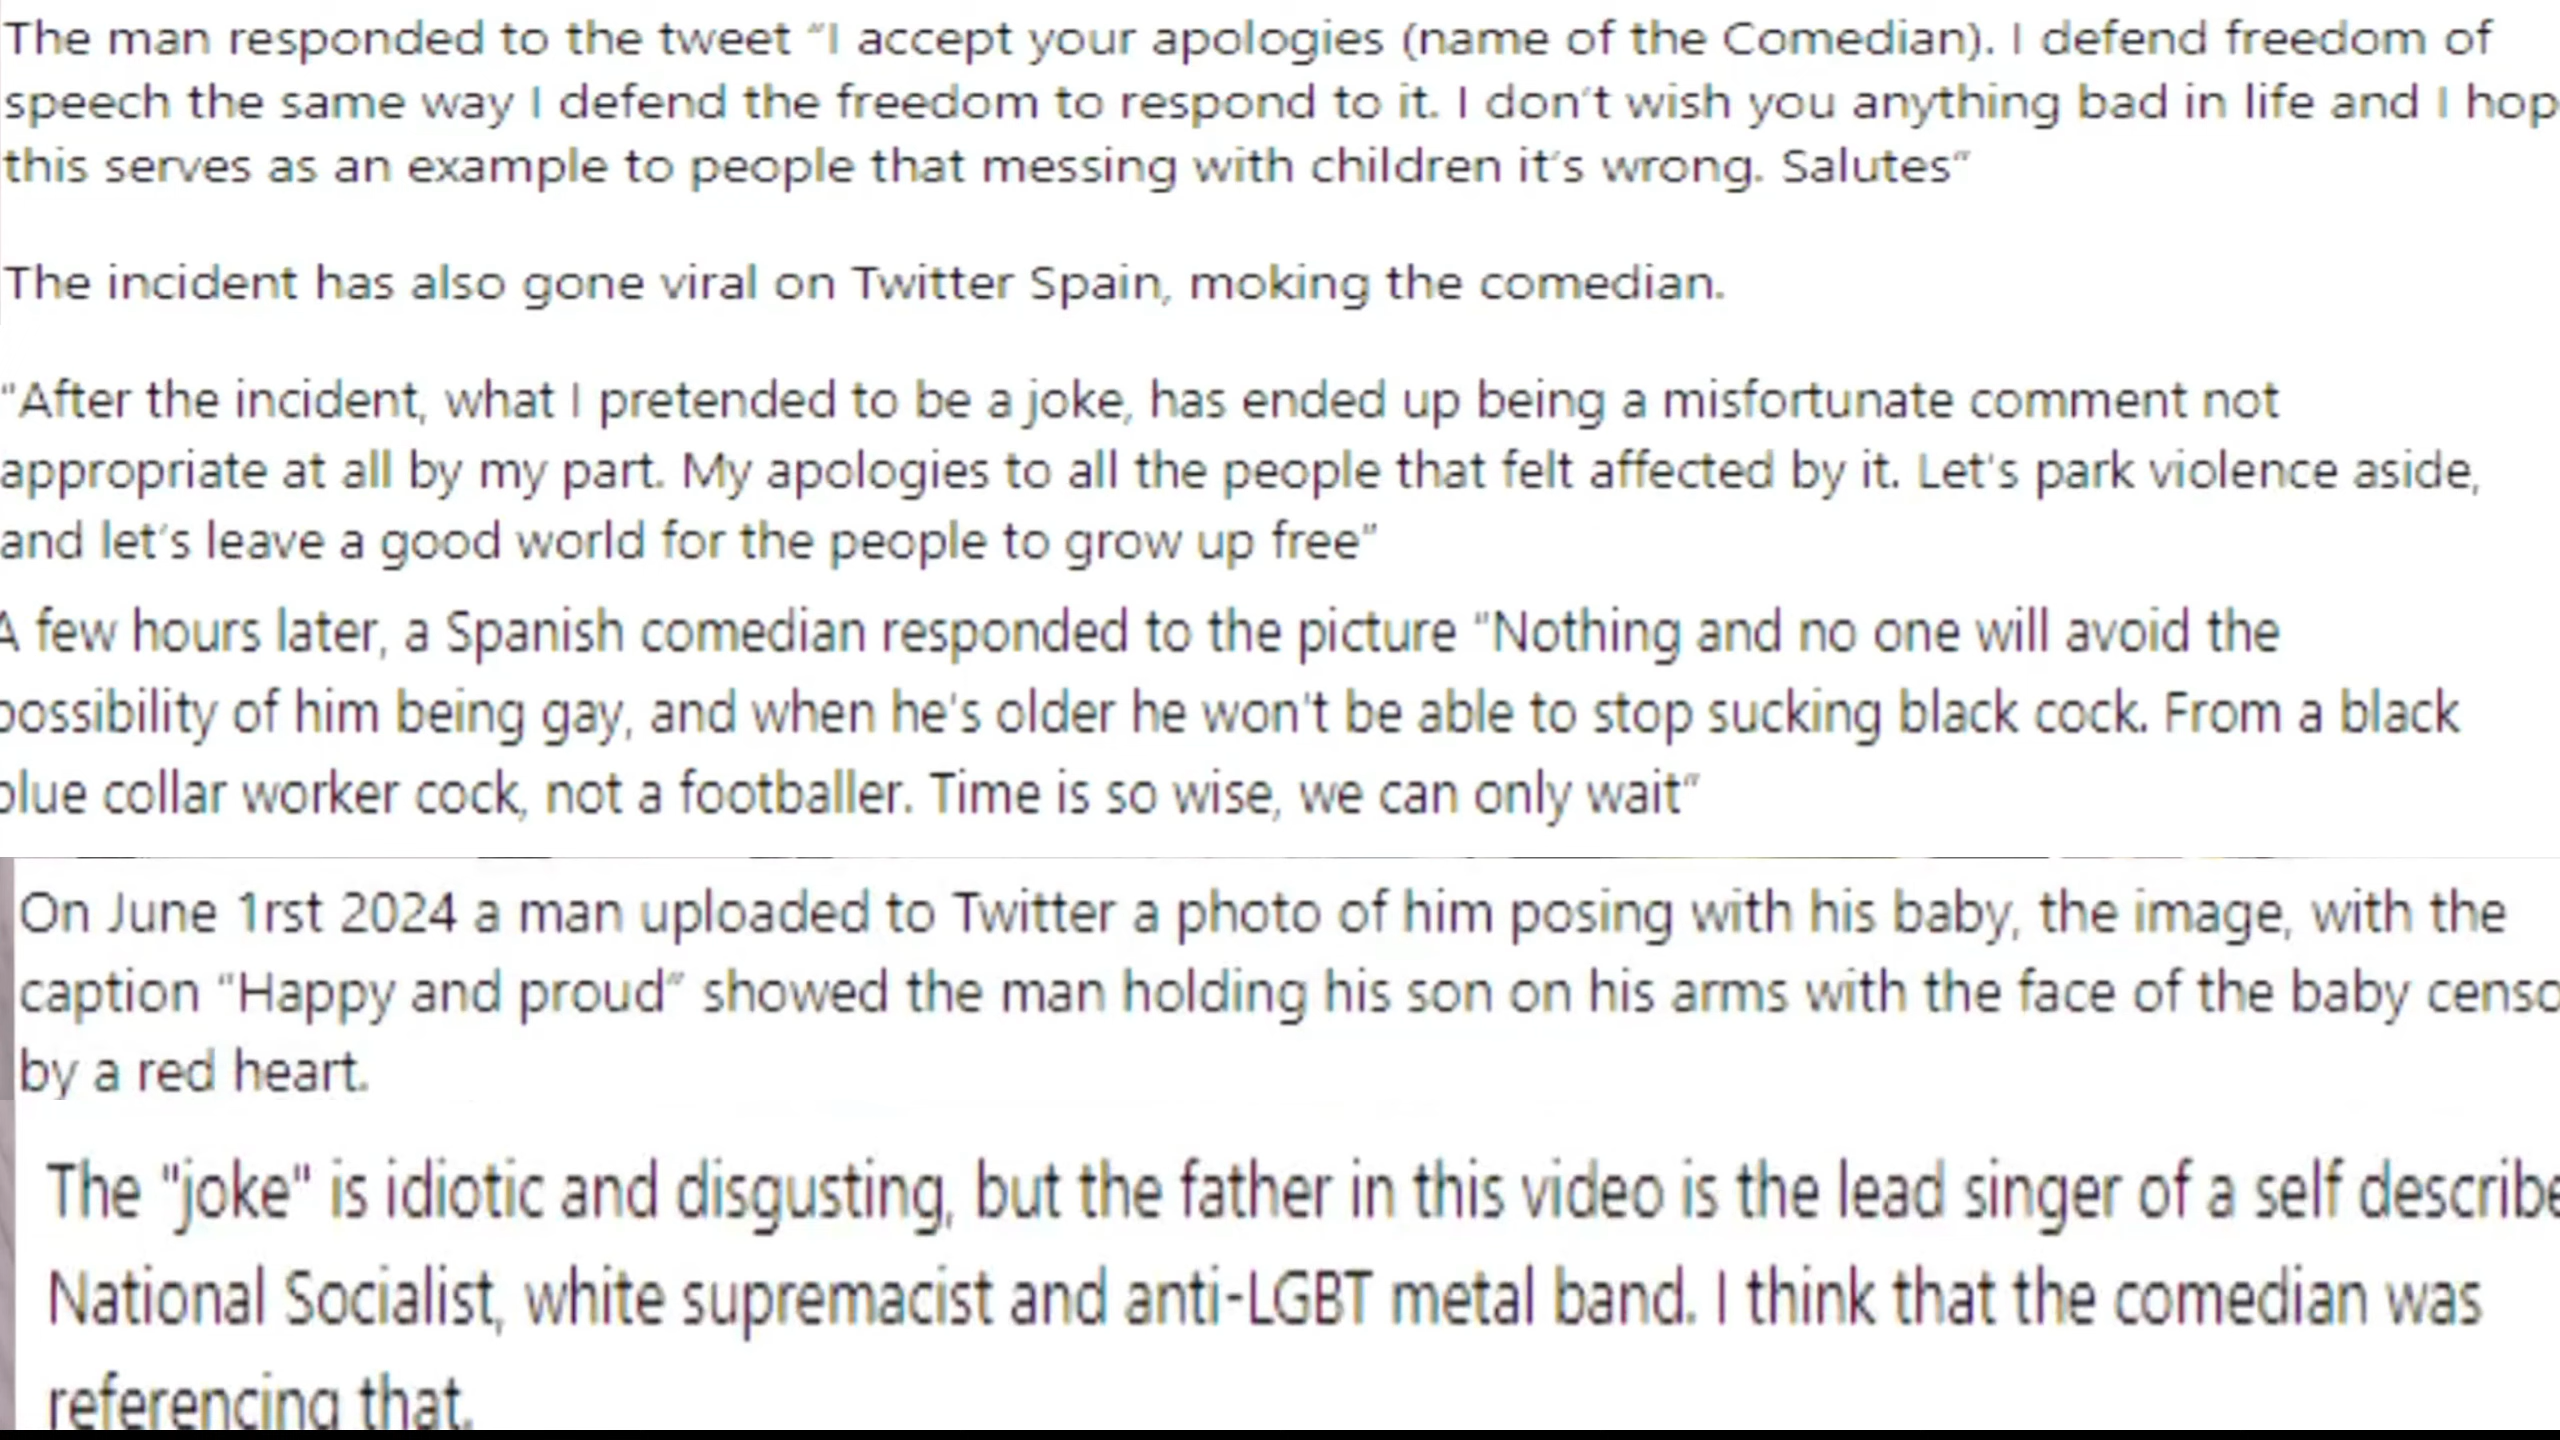 The man responded to the tweet “I accept your apologies (name of the Comedian). I defend freedom of
speech the same way I defend the freedom to respond to it. I don’t wish you anything bad in life and I hop
this serves as an example to people that messing with children it’s wrong. Salutes”
The incident has also gone viral on Twitter Spain, moking the comedian.
“After the incident, what I pretended to be a joke, has ended up being a misfortunate comment not
appropriate at all by my part. My apologies to all the people that felt affected by it. Let’s park violence aside,
and let’s leave a good world for the people to grow up free”
A few hours later, a Spanish comedian responded to the picture “Nothing and no one will avoid the
possibility of him being gay, and when he's older he won't be able to stop sucking black cock. From a black
blue collar worker cock, not a footballer. Time is so wise, we can only wait”
On June 1rst 2024 a man uploaded to Twitter a photo of him posing with his baby, the image, with the
caption “Happy and proud” showed the man holding his son on his arms with the face of the baby censo
by a red heart.
The "joke" is idiotic and disgusting, but the father in this video is the lead singer of a self describe
National Socialist, white supremacist and anti-LGBT metal band. I think that the comedian was
referencing that.